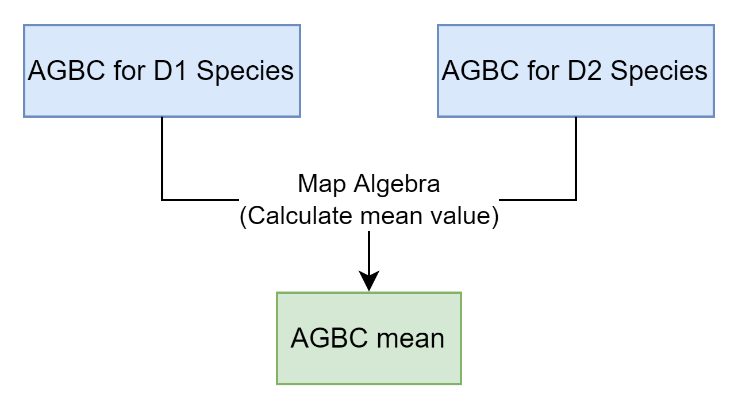 AGBC for D1 Species
AGBC for D2 Species
Map Algebra
(Calculate mean value)
AGBC mean